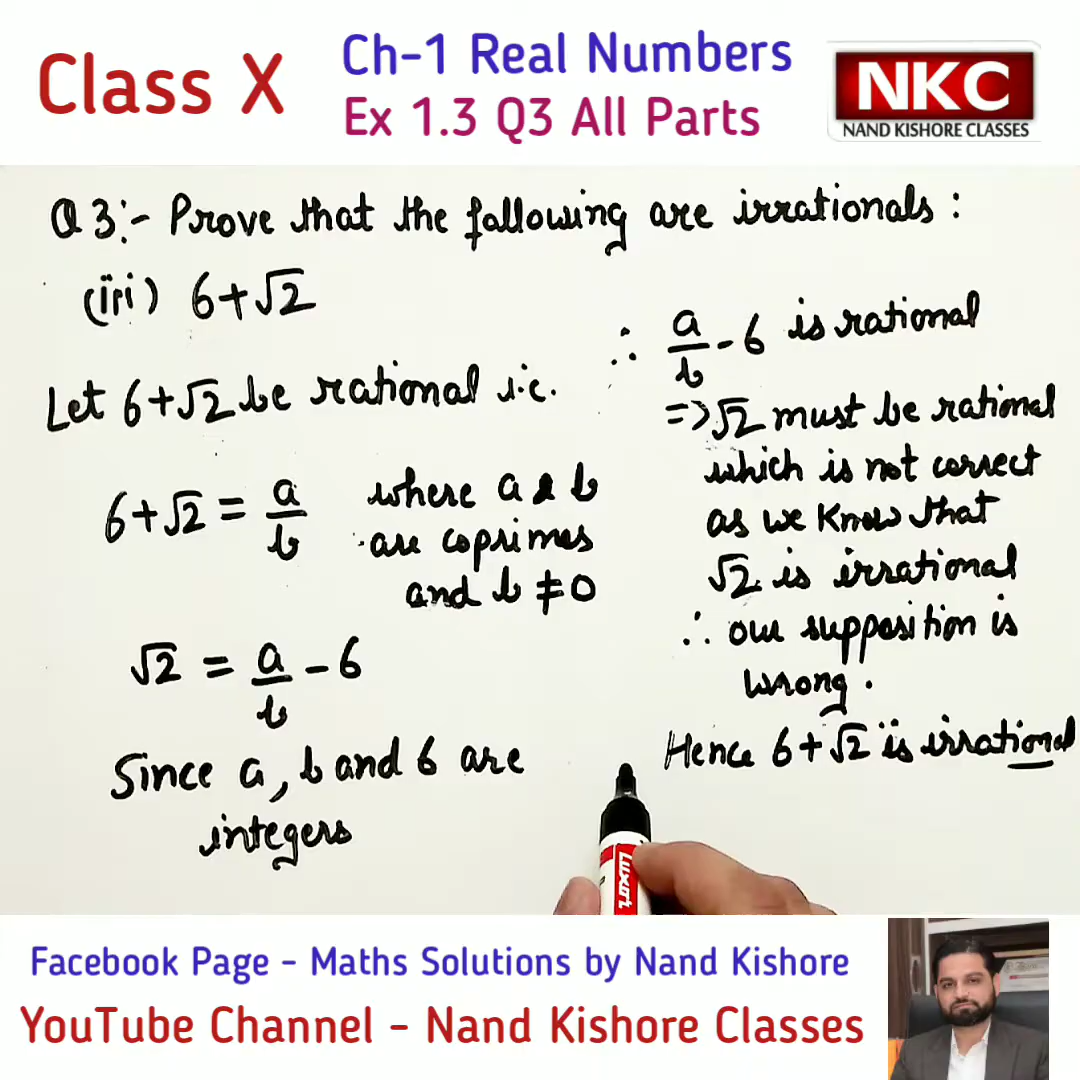 Class X
Ch-1 Real Numbers
Ex 1.3 Q3 All Parts
NKC
NAND KISHORE CLASSES
Q 3:- Prove that the following are irrationals :
(iii) 6+√2
Let 6+√2 be rational i.e.
6+√2 = a/b where a & b
are coprimes
and b ≠ 0
√2 = a/b - 6
Since a, b and 6 are
integers
∴ a/b - 6 is rational
=> √2 must be rational
which is not correct
as we know that
√2 is irrational
∴ our supposition is
wrong.
Hence 6+√2 is irrational
Luxor
Facebook Page - Maths Solutions by Nand Kishore
YouTube Channel - Nand Kishore Classes